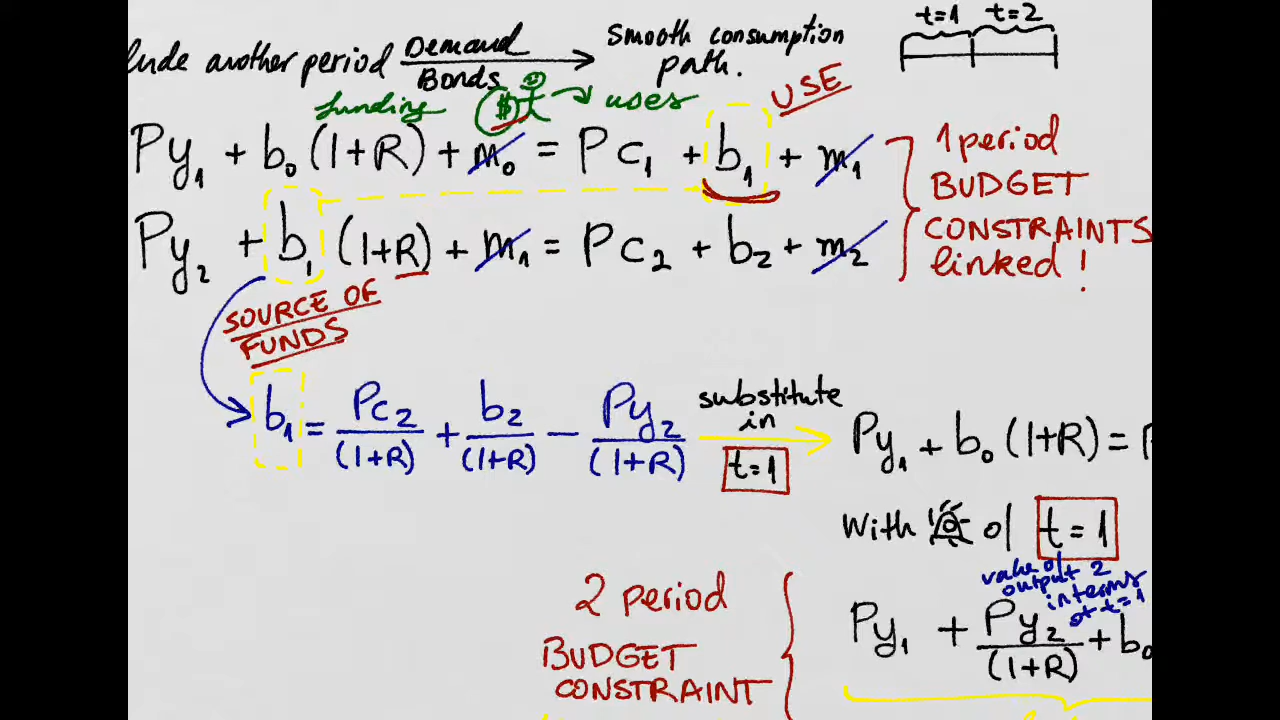 lude another period Demand Bonds → smooth consumption path.
t=1 t=2
funding $ → uses
USE
Py₁ + b₀ (1+R) + m₀ = Pc₁ + b₁ + m₁
Py₂ + b₁ (1+R) + m₁ = Pc₂ + b₂ + m₂
1 period
BUDGET
CONSTRAINTS
linked!
SOURCE OF
FUNDS
b₁ = Pc₂/(1+R) + b₂/(1+R) − Py₂/(1+R)
substitute
in
t=1
Py₁ + b₀ (1+R) =
With of t=1
value of
output 2
in terms
of t=1
2 period
BUDGET
CONSTRAINT
Py₁ + Py₂/(1+R) + b₀